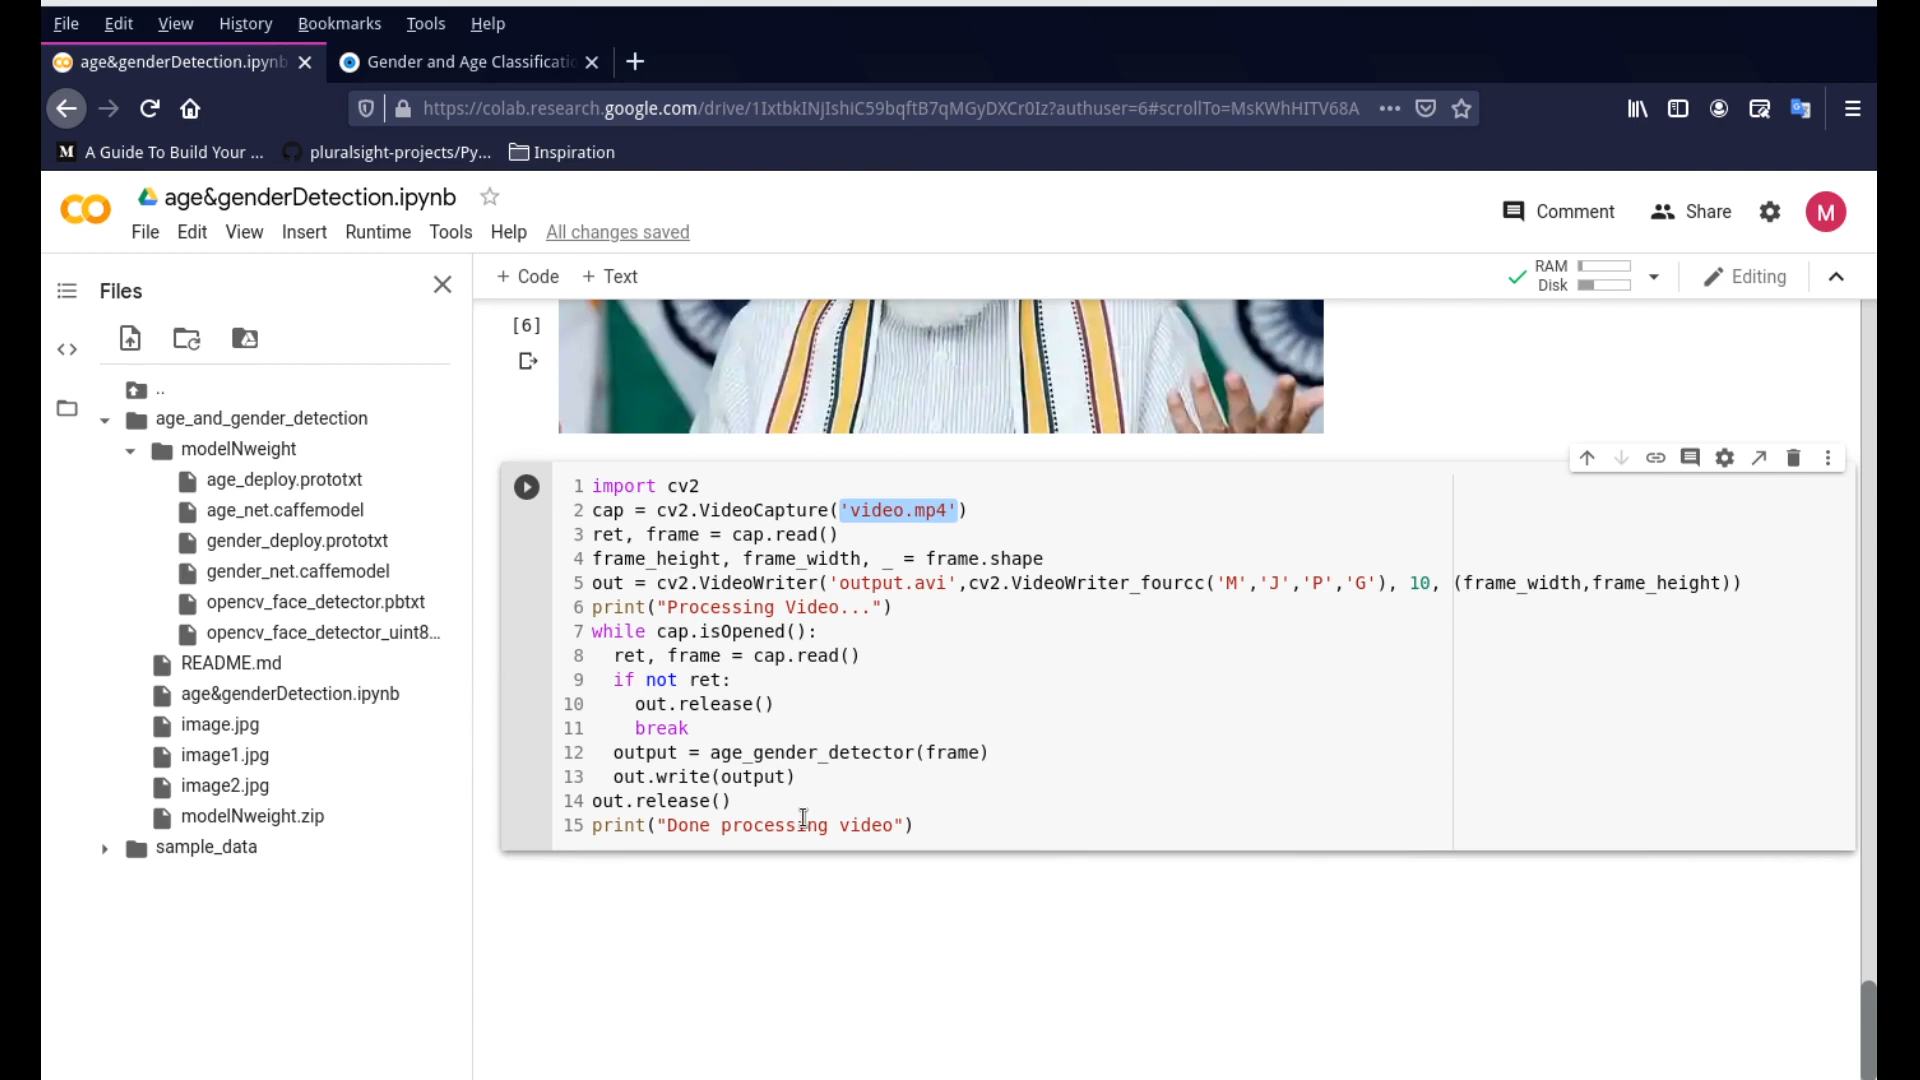 File Edit View History Bookmarks Tools Help
age&genderDetection.ipynb Gender and Age Classificatio
https://colab.research.google.com/drive/1IxtbkINJIshiC59bqftB7qMGyDXCr0Iz?authuser=6#scrollTo=MsKWhHITV68A
M A Guide To Build Your ... pluralsight-projects/Py... Inspiration
CO age&genderDetection.ipynb Comment Share M
File Edit View Insert Runtime Tools Help All changes saved
Files + Code + Text RAM Disk Editing
..
age_and_gender_detection
modelNweight
age_deploy.prototxt
age_net.caffemodel
gender_deploy.prototxt
gender_net.caffemodel
opencv_face_detector.pbtxt
opencv_face_detector_uint8...
README.md
age&genderDetection.ipynb
image.jpg
image1.jpg
image2.jpg
modelNweight.zip
sample_data
[6]
1 import cv2
2 cap = cv2.VideoCapture('video.mp4')
3 ret, frame = cap.read()
4 frame_height, frame_width, _ = frame.shape
5 out = cv2.VideoWriter('output.avi',cv2.VideoWriter_fourcc('M','J','P','G'), 10, (frame_width,frame_height))
6 print("Processing Video...")
7 while cap.isOpened():
8 ret, frame = cap.read()
9 if not ret:
10 out.release()
11 break
12 output = age_gender_detector(frame)
13 out.write(output)
14 out.release()
15 print("Done processing video")